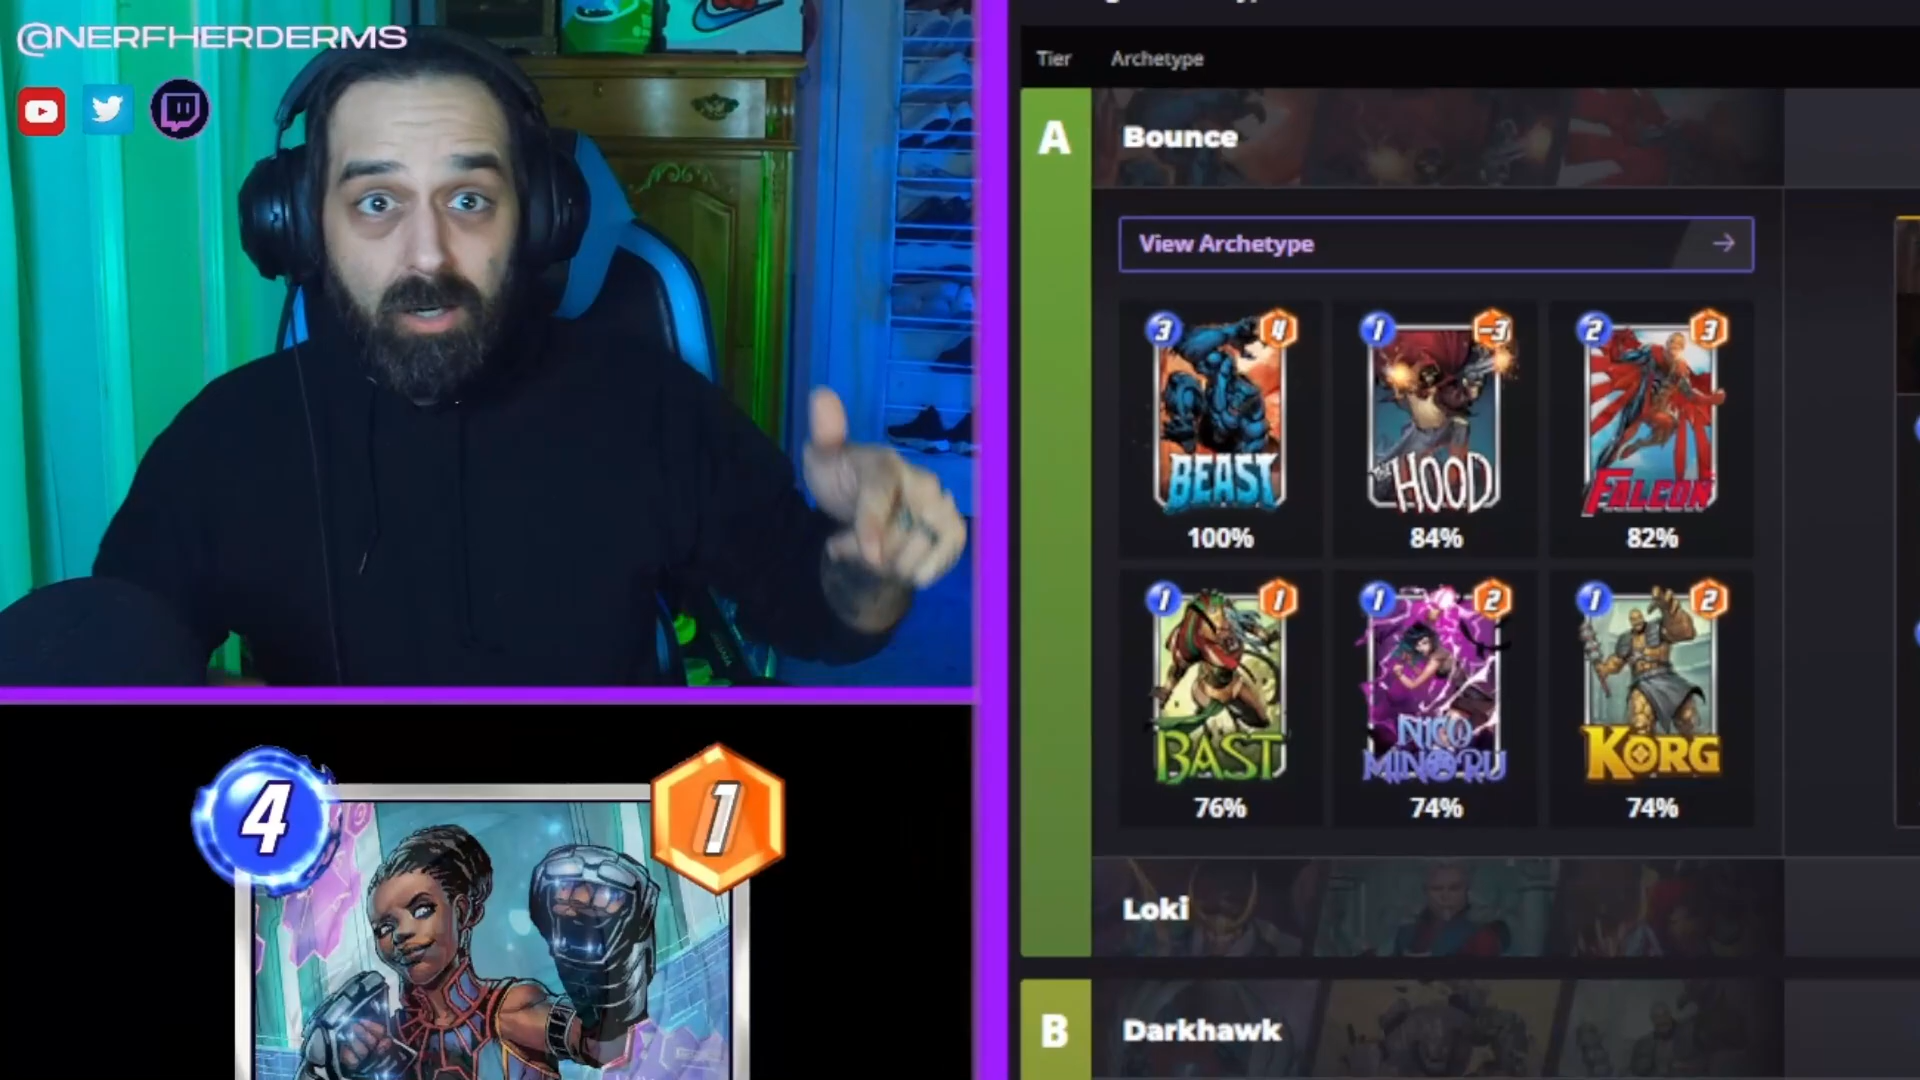 @NERFHERDERMS
Tier Archetype
A Bounce
View Archetype →
3 4 1 -3 2 3
BEAST THE HOOD FALCON
100% 84% 82%
1 1 1 2 1 2
BAST NICO MINORU KORG
76% 74% 74%
Loki
B Darkhawk
4 1